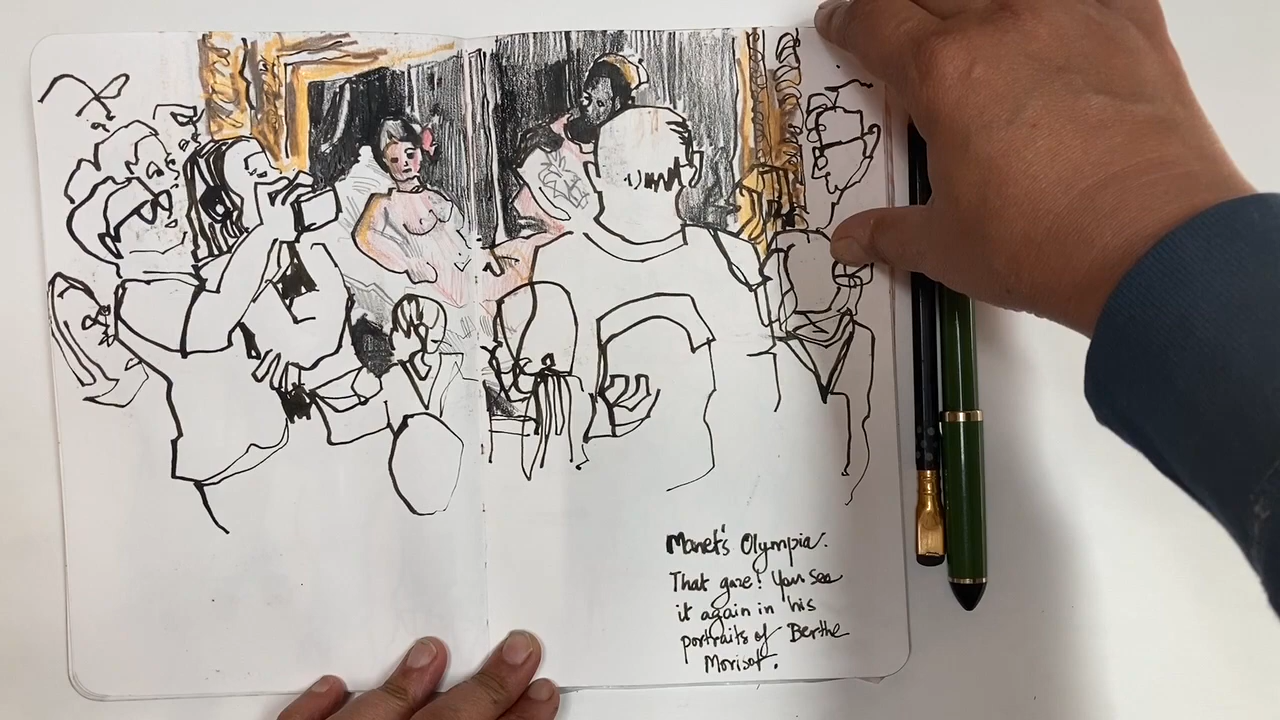 Manet's Olympia.
That gaze! You see
it again in his
portraits of Berthe
Morisot.